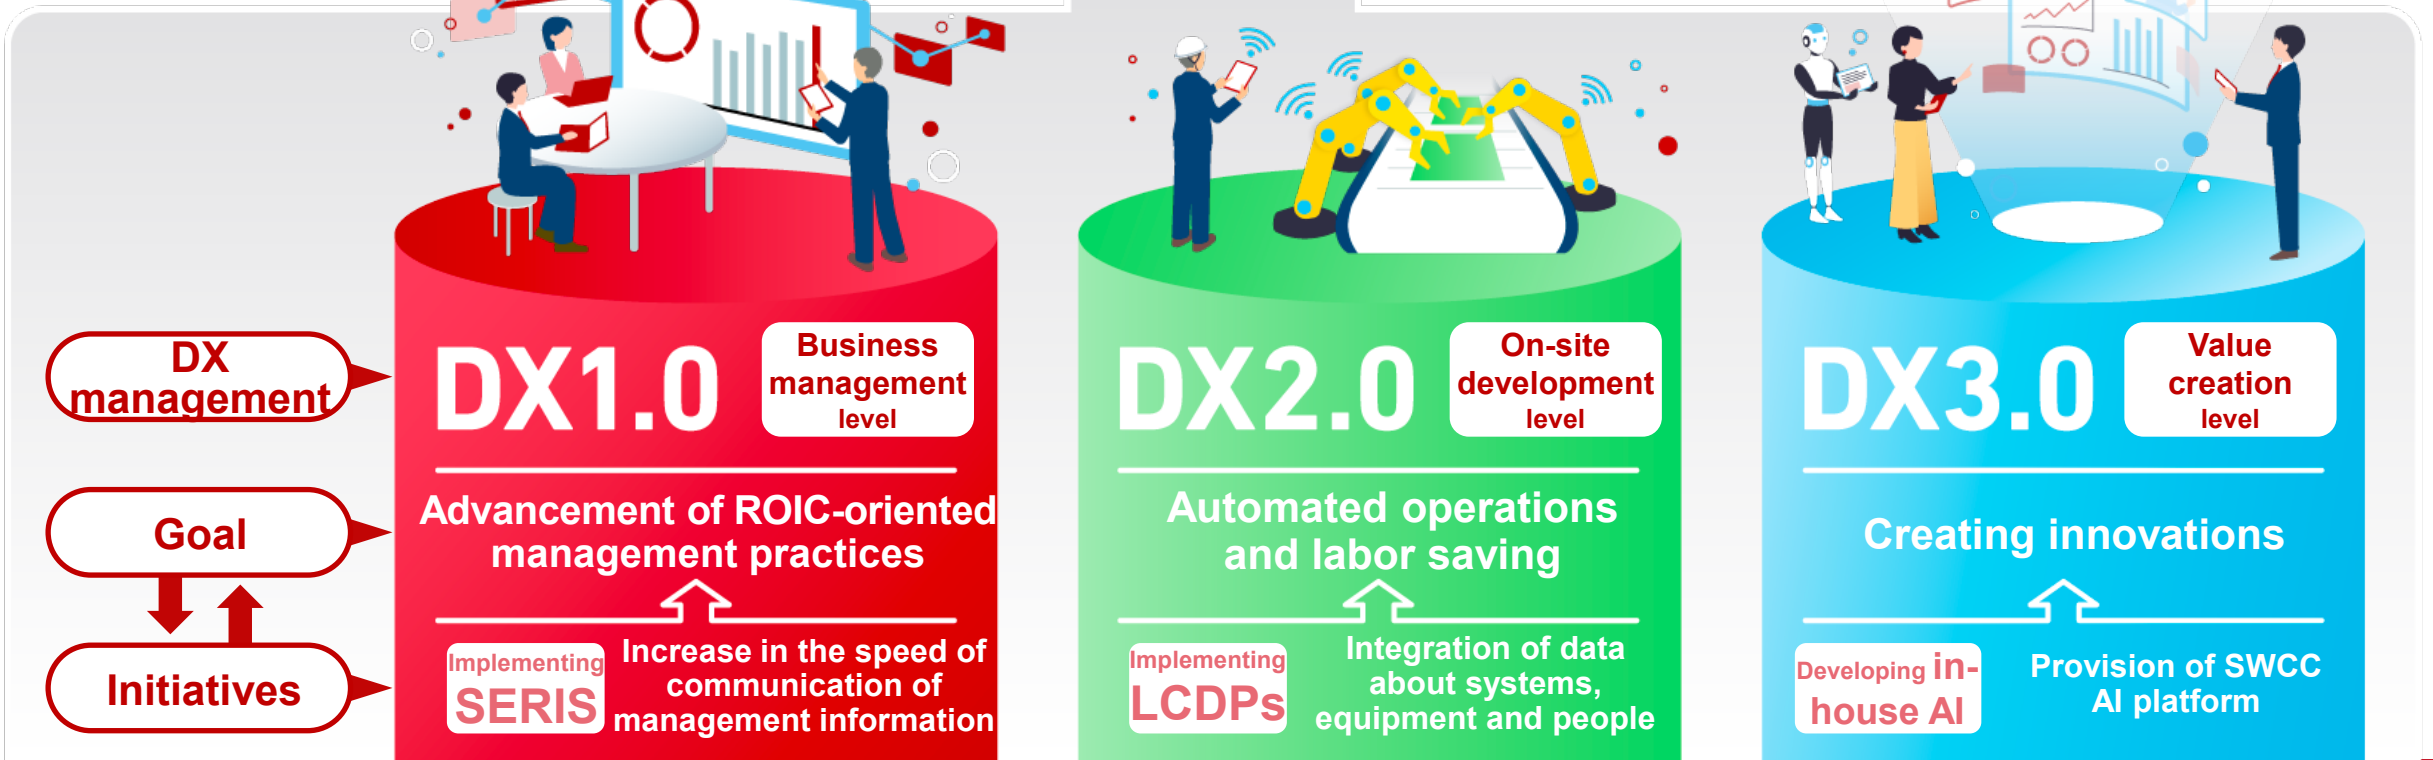 DX
management
DX1.0
Business
management
level
DX2.0
On-site
development
level
DX3.0
Value
creation
level
Goal
Advancement of ROIC-oriented
management practices
Automated operations
and labor saving
Creating innovations
Initiatives
Implementing
SERIS
Increase in the speed of
communication of
management information
Implementing
LCDPs
Integration of data
about systems,
equipment and people
Developing in-
house AI
Provision of SWCC
AI platform